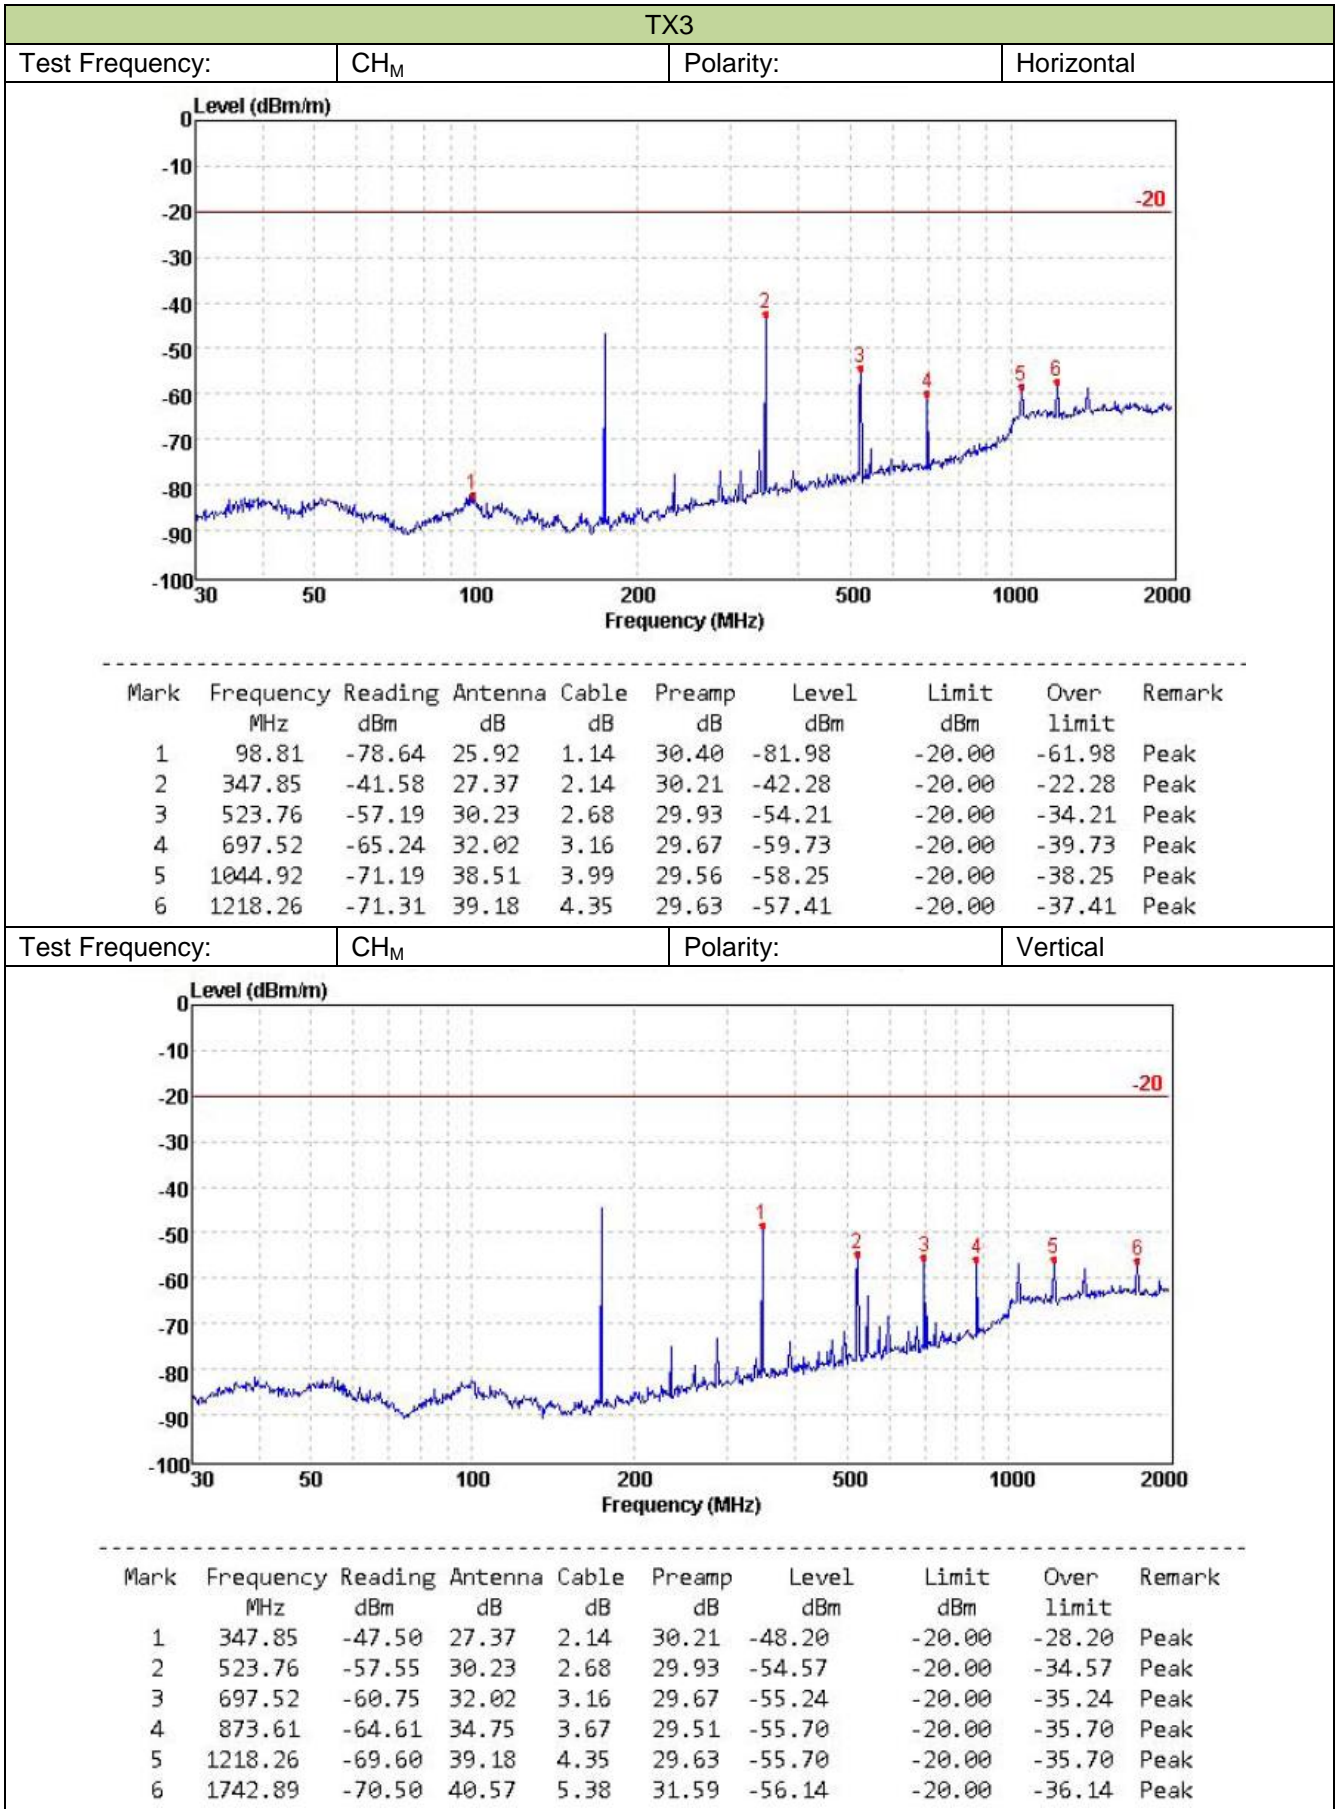 TX3
Test Frequency: CHM Polarity: Horizontal
Level (dBm/m)
0
-10
-20
-20
-30
-40
2
-50
3
-60
4 5 6
-70
-80
1
-90
-100
30 50 100 200 500 1000 2000
Frequency (MHz)
Mark Frequency Reading Antenna Cable Preamp Level Limit Over Remark
MHz dBm dB dB dB dBm dBm limit
1 98.81 -78.64 25.92 1.14 30.40 -81.98 -20.00 -61.98 Peak
2 347.85 -41.58 27.37 2.14 30.21 -42.28 -20.00 -22.28 Peak
3 523.76 -57.19 30.23 2.68 29.93 -54.21 -20.00 -34.21 Peak
4 697.52 -65.24 32.02 3.16 29.67 -59.73 -20.00 -39.73 Peak
5 1044.92 -71.19 38.51 3.99 29.56 -58.25 -20.00 -38.25 Peak
6 1218.26 -71.31 39.18 4.35 29.63 -57.41 -20.00 -37.41 Peak
Test Frequency: CHM Polarity: Vertical
Level (dBm/m)
0
-10
-20
-20
-30
-40
-50
1
2 3 4 5 6
-60
-70
-80
-90
-100
30 50 100 200 500 1000 2000
Frequency (MHz)
Mark Frequency Reading Antenna Cable Preamp Level Limit Over Remark
MHz dBm dB dB dB dBm dBm limit
1 347.85 -47.50 27.37 2.14 30.21 -48.20 -20.00 -28.20 Peak
2 523.76 -57.55 30.23 2.68 29.93 -54.57 -20.00 -34.57 Peak
3 697.52 -60.75 32.02 3.16 29.67 -55.24 -20.00 -35.24 Peak
4 873.61 -64.61 34.75 3.67 29.51 -55.70 -20.00 -35.70 Peak
5 1218.26 -69.60 39.18 4.35 29.63 -55.70 -20.00 -35.70 Peak
6 1742.89 -70.50 40.57 5.38 31.59 -56.14 -20.00 -36.14 Peak